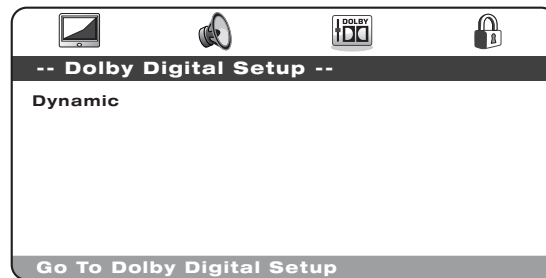 DOLBY
-- Dolby Digital Setup --
Dynamic
Go To Dolby Digital Setup